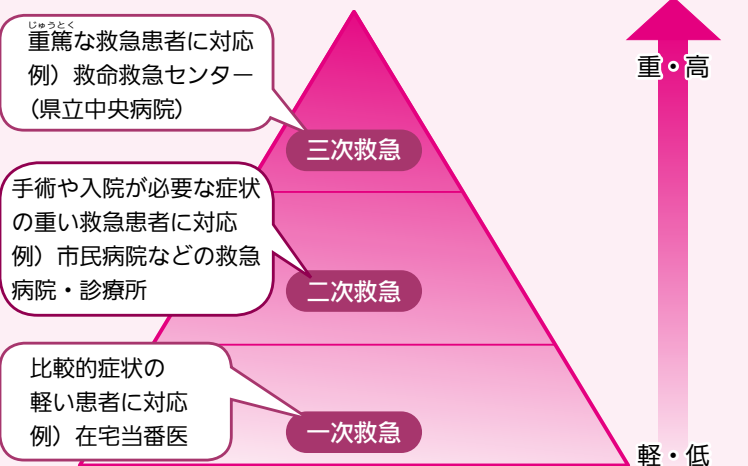 じゅうとく
重篤な救急患者に対応
例）救命救急センター
（県立中央病院）
三次救急
手術や入院が必要な症状
の重い救急患者に対応
例）市民病院などの救急
病院・診療所
二次救急
比較的症状の
軽い患者に対応
例）在宅当番医
一次救急
重・高
軽・低